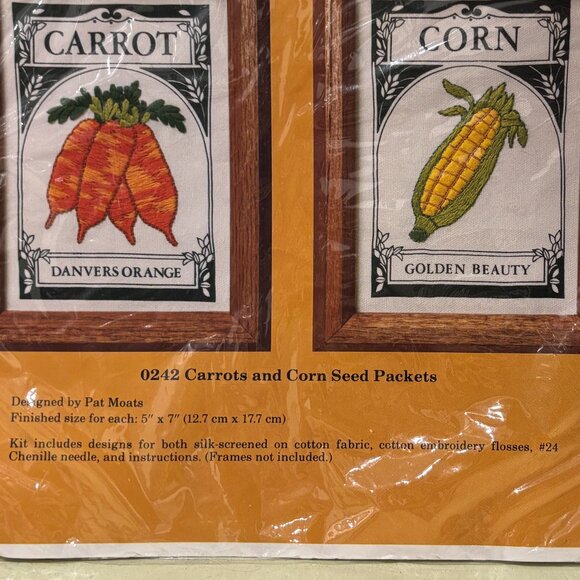 CARROT
DANVERS ORANGE
CORN
GOLDEN BEAUTY
0242 Carrots and Corn Seed Packets
Designed by Pat Moats
Finished size for each: 5″ x 7″ (12.7 cm x 17.7 cm)
Kit includes designs for both silk-screened on cotton fabric, cotton embroidery flosses, #24
Chenille needle, and instructions. (Frames not included.)